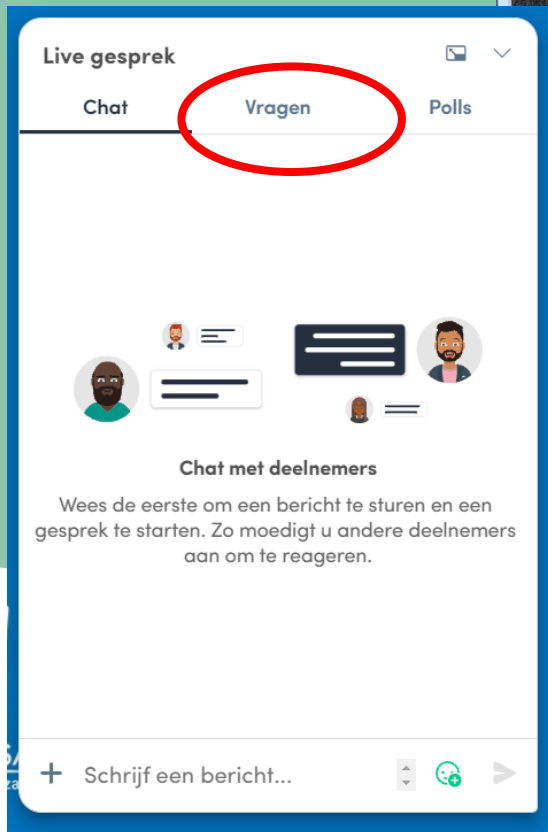 Live gesprek
Chat Vragen Polls
Chat met deelnemers
Wees de eerste om een bericht te sturen en een
gesprek te starten. Zo moedigt u andere deelnemers
aan om te reageren.
Schrijf een bericht...